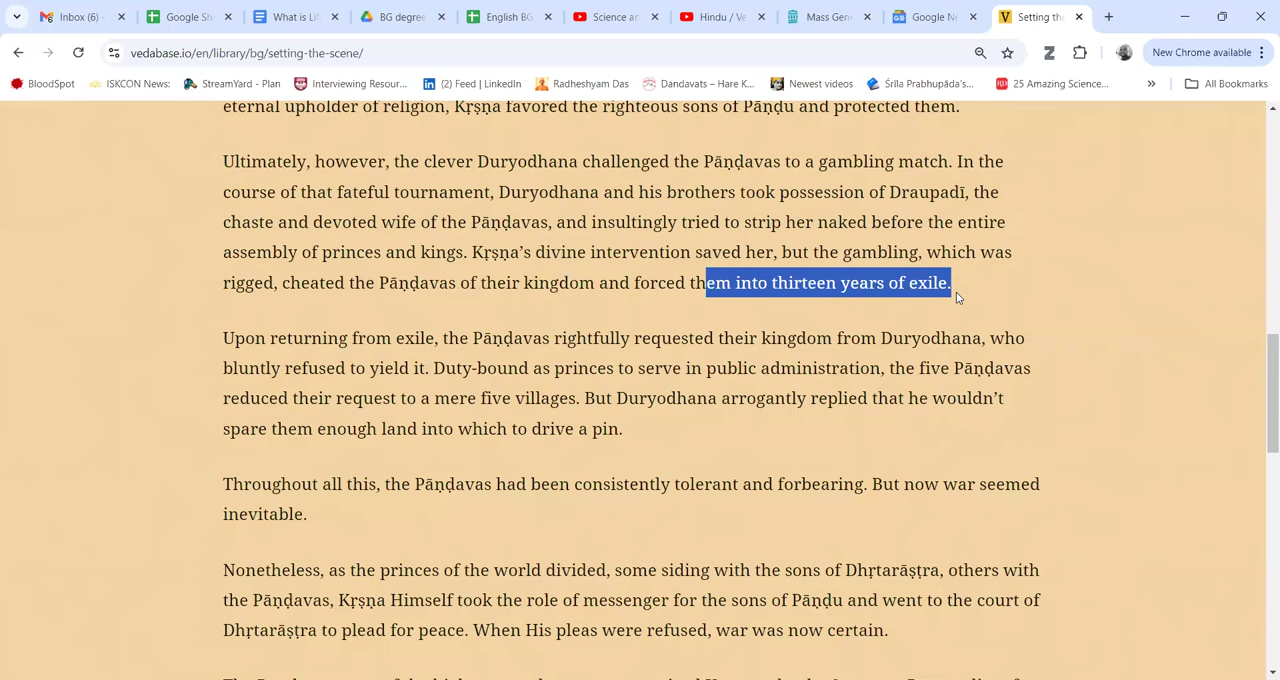 Inbox (6) -
Google Sh
What is Lif
BG degree
English BG
Science ar
Hindu / Ve
Mass Gen
Google Ne
Setting the
vedabase.io/en/library/bg/setting-the-scene/
New Chrome available
BloodSpot
ISKCON News:
StreamYard - Plan
Interviewing Resour...
(2) Feed | LinkedIn
Radheshyam Das
Dandavats – Hare K...
Newest videos
Śrīla Prabhupāda's...
25 Amazing Science...
»
All Bookmarks
eternal upholder of religion, Kṛṣṇa favored the righteous sons of Pāṇḍu and protected them.
Ultimately, however, the clever Duryodhana challenged the Pāṇḍavas to a gambling match. In the
course of that fateful tournament, Duryodhana and his brothers took possession of Draupadī, the
chaste and devoted wife of the Pāṇḍavas, and insultingly tried to strip her naked before the entire
assembly of princes and kings. Kṛṣṇa’s divine intervention saved her, but the gambling, which was
rigged, cheated the Pāṇḍavas of their kingdom and forced them into thirteen years of exile.
Upon returning from exile, the Pāṇḍavas rightfully requested their kingdom from Duryodhana, who
bluntly refused to yield it. Duty-bound as princes to serve in public administration, the five Pāṇḍavas
reduced their request to a mere five villages. But Duryodhana arrogantly replied that he wouldn’t
spare them enough land into which to drive a pin.
Throughout all this, the Pāṇḍavas had been consistently tolerant and forbearing. But now war seemed
inevitable.
Nonetheless, as the princes of the world divided, some siding with the sons of Dhṛtarāṣṭra, others with
the Pāṇḍavas, Kṛṣṇa Himself took the role of messenger for the sons of Pāṇḍu and went to the court of
Dhṛtarāṣṭra to plead for peace. When His pleas were refused, war was now certain.